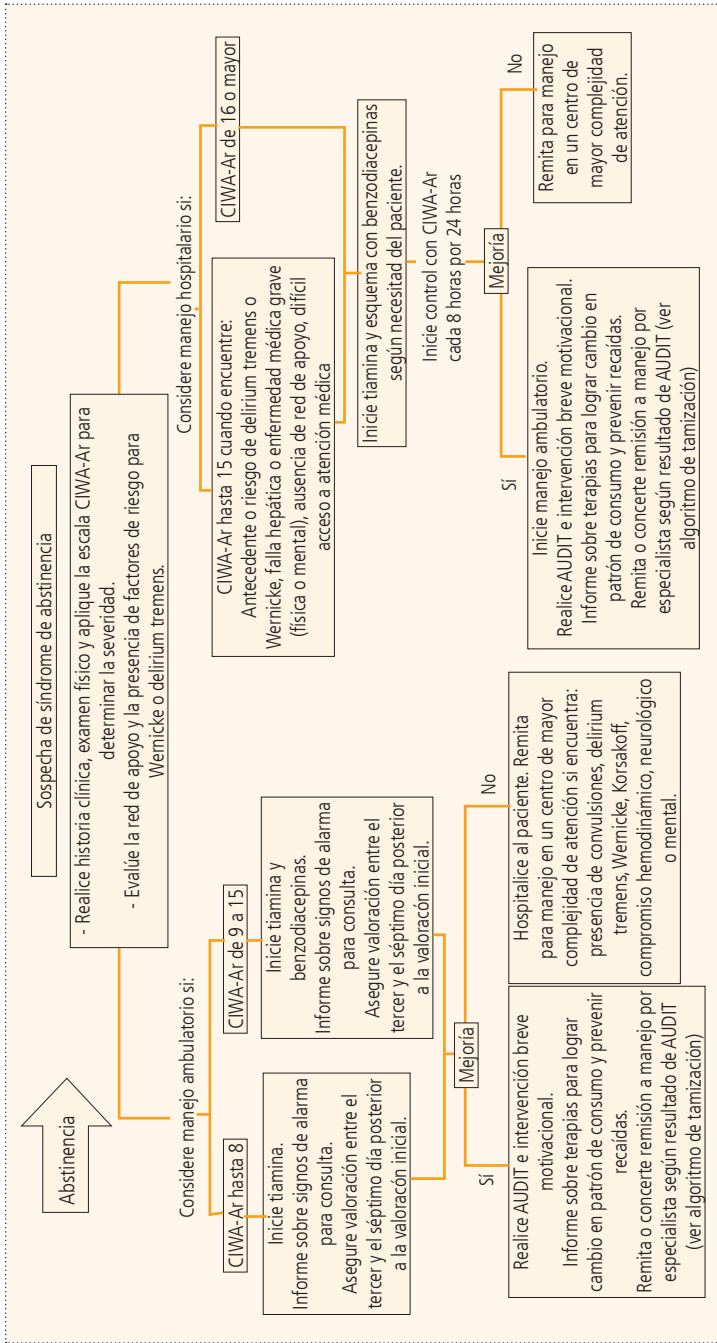 Abstinencia
Sospecha de síndrome de abstinencia
- Realice historia clínica, examen físico y aplique la escala CIWA-Ar para
determinar la severidad.
- Evalúe la red de apoyo y la presencia de factores de riesgo para
Wernicke o delirium tremens.
Considere manejo ambulatorio si:
CIWA-Ar hasta 8
Inicie tiamina.
Informe sobre signos de alarma
para consulta.
Asegure valoración entre el
tercer y el séptimo día posterior
a la valoracón inicial.
CIWA-Ar de 9 a 15
Inicie tiamina y
benzodiacepinas.
Informe sobre signos de alarma
para consulta.
Asegure valoración entre el
tercer y el séptimo día posterior
a la valoracón inicial.
Mejoría
Sí
Realice AUDIT e intervención breve
motivacional.
Informe sobre terapias para lograr
cambio en patrón de consumo y prevenir
recaídas.
Remita o concerte remisión a manejo por
especialista según resultado de AUDIT
(ver algoritmo de tamización)
No
Hospitalice al paciente. Remita
para manejo en un centro de mayor
complejidad de atención si encuentra:
presencia de convulsiones, delirium
tremens, Wernicke, Korsakoff,
compromiso hemodinámico, neurológico
o mental.
Considere manejo hospitalario si:
CIWA-Ar hasta 15 cuando encuentre:
Antecedente o riesgo de delirium tremens o
Wernicke, falla hepática o enfermedad médica grave
(física o mental), ausencia de red de apoyo, difícil
acceso a atención médica
CIWA-Ar de 16 o mayor
Inicie tiamina y esquema con benzodiacepinas
según necesidad del paciente.
Inicie control con CIWA-Ar
cada 8 horas por 24 horas
Mejoría
Sí
Inicie manejo ambulatorio.
Realice AUDIT e intervención breve motivacional.
Informe sobre terapias para lograr cambio en
patrón de consumo y prevenir recaídas.
Remita o concerte remisión a manejo por
especialista según resultado de AUDIT (ver
algoritmo de tamización)
No
Remita para manejo
en un centro de
mayor complejidad
de atención.